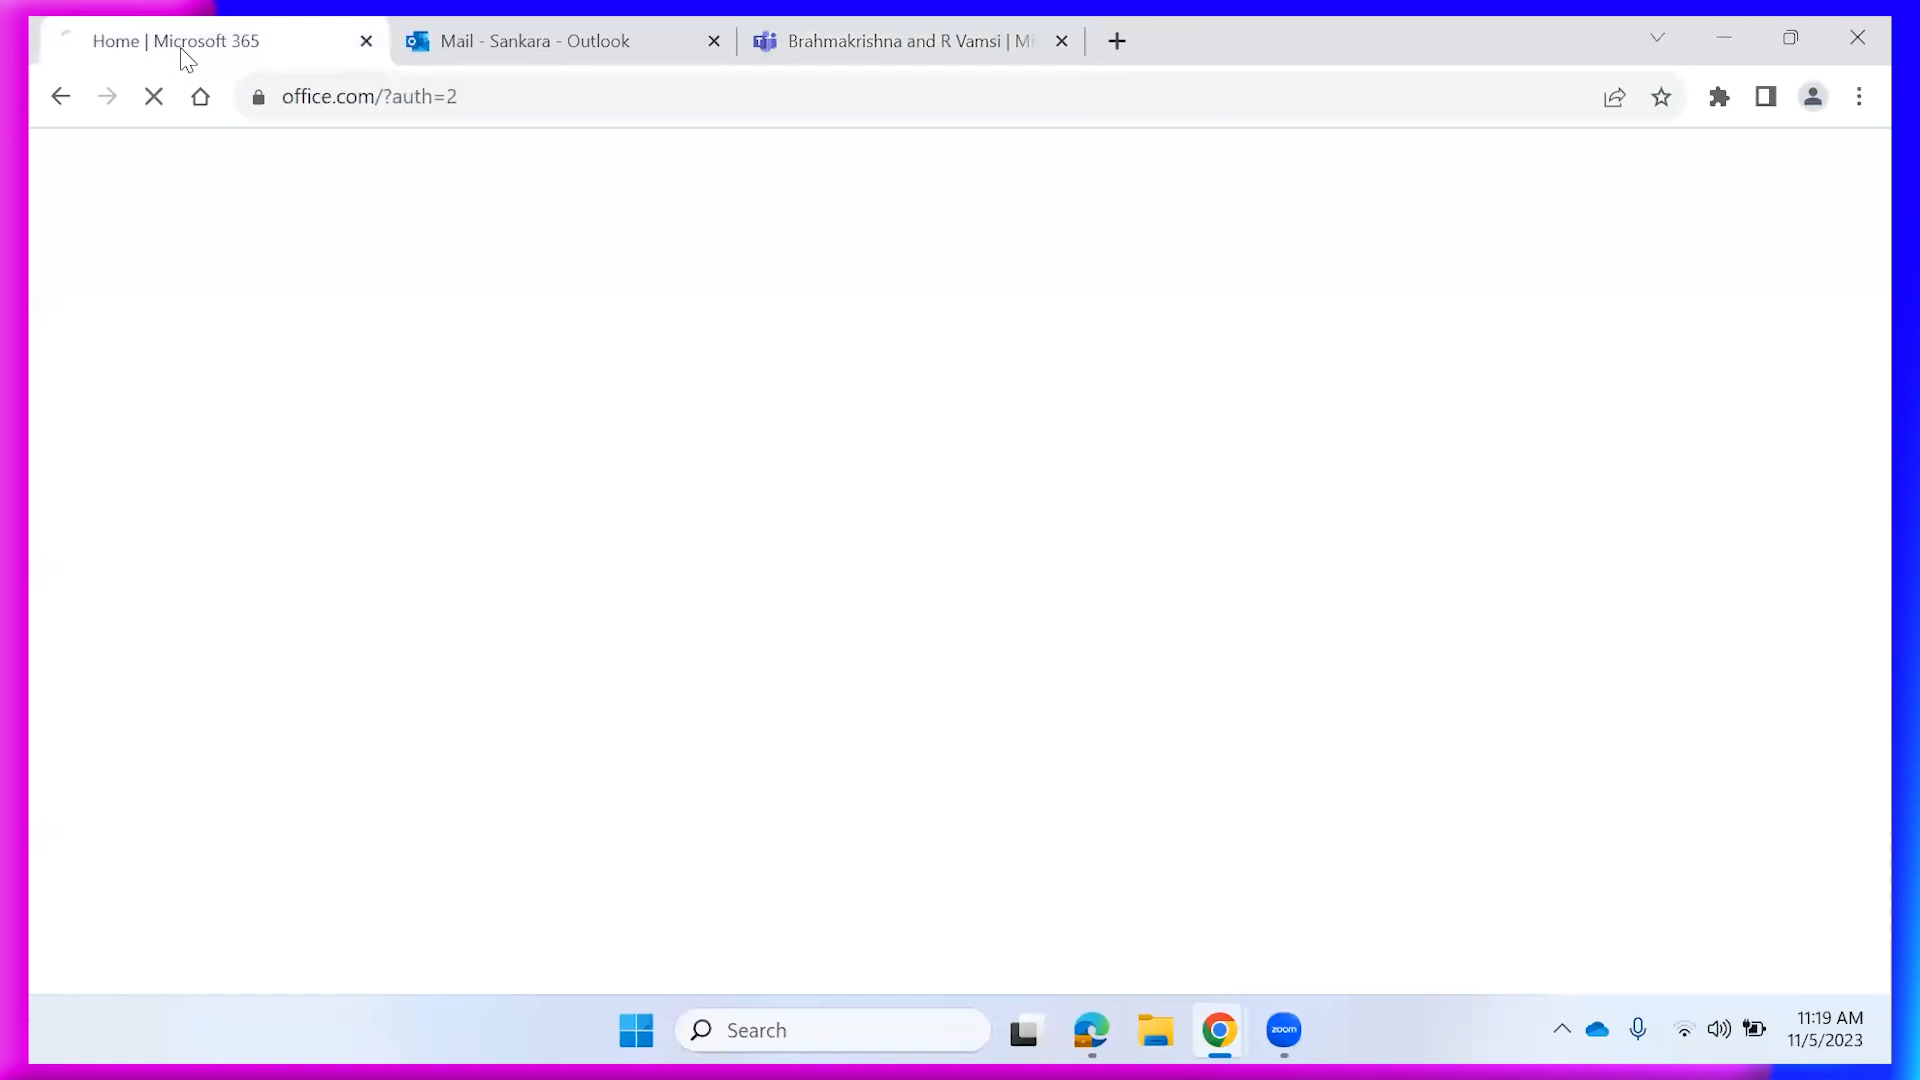 Home | Microsoft 365
Mail - Sankara - Outlook
Brahmakrishna and R Vamsi | Mi
office.com/?auth=2
Search
zoom
11:19 AM
11/5/2023